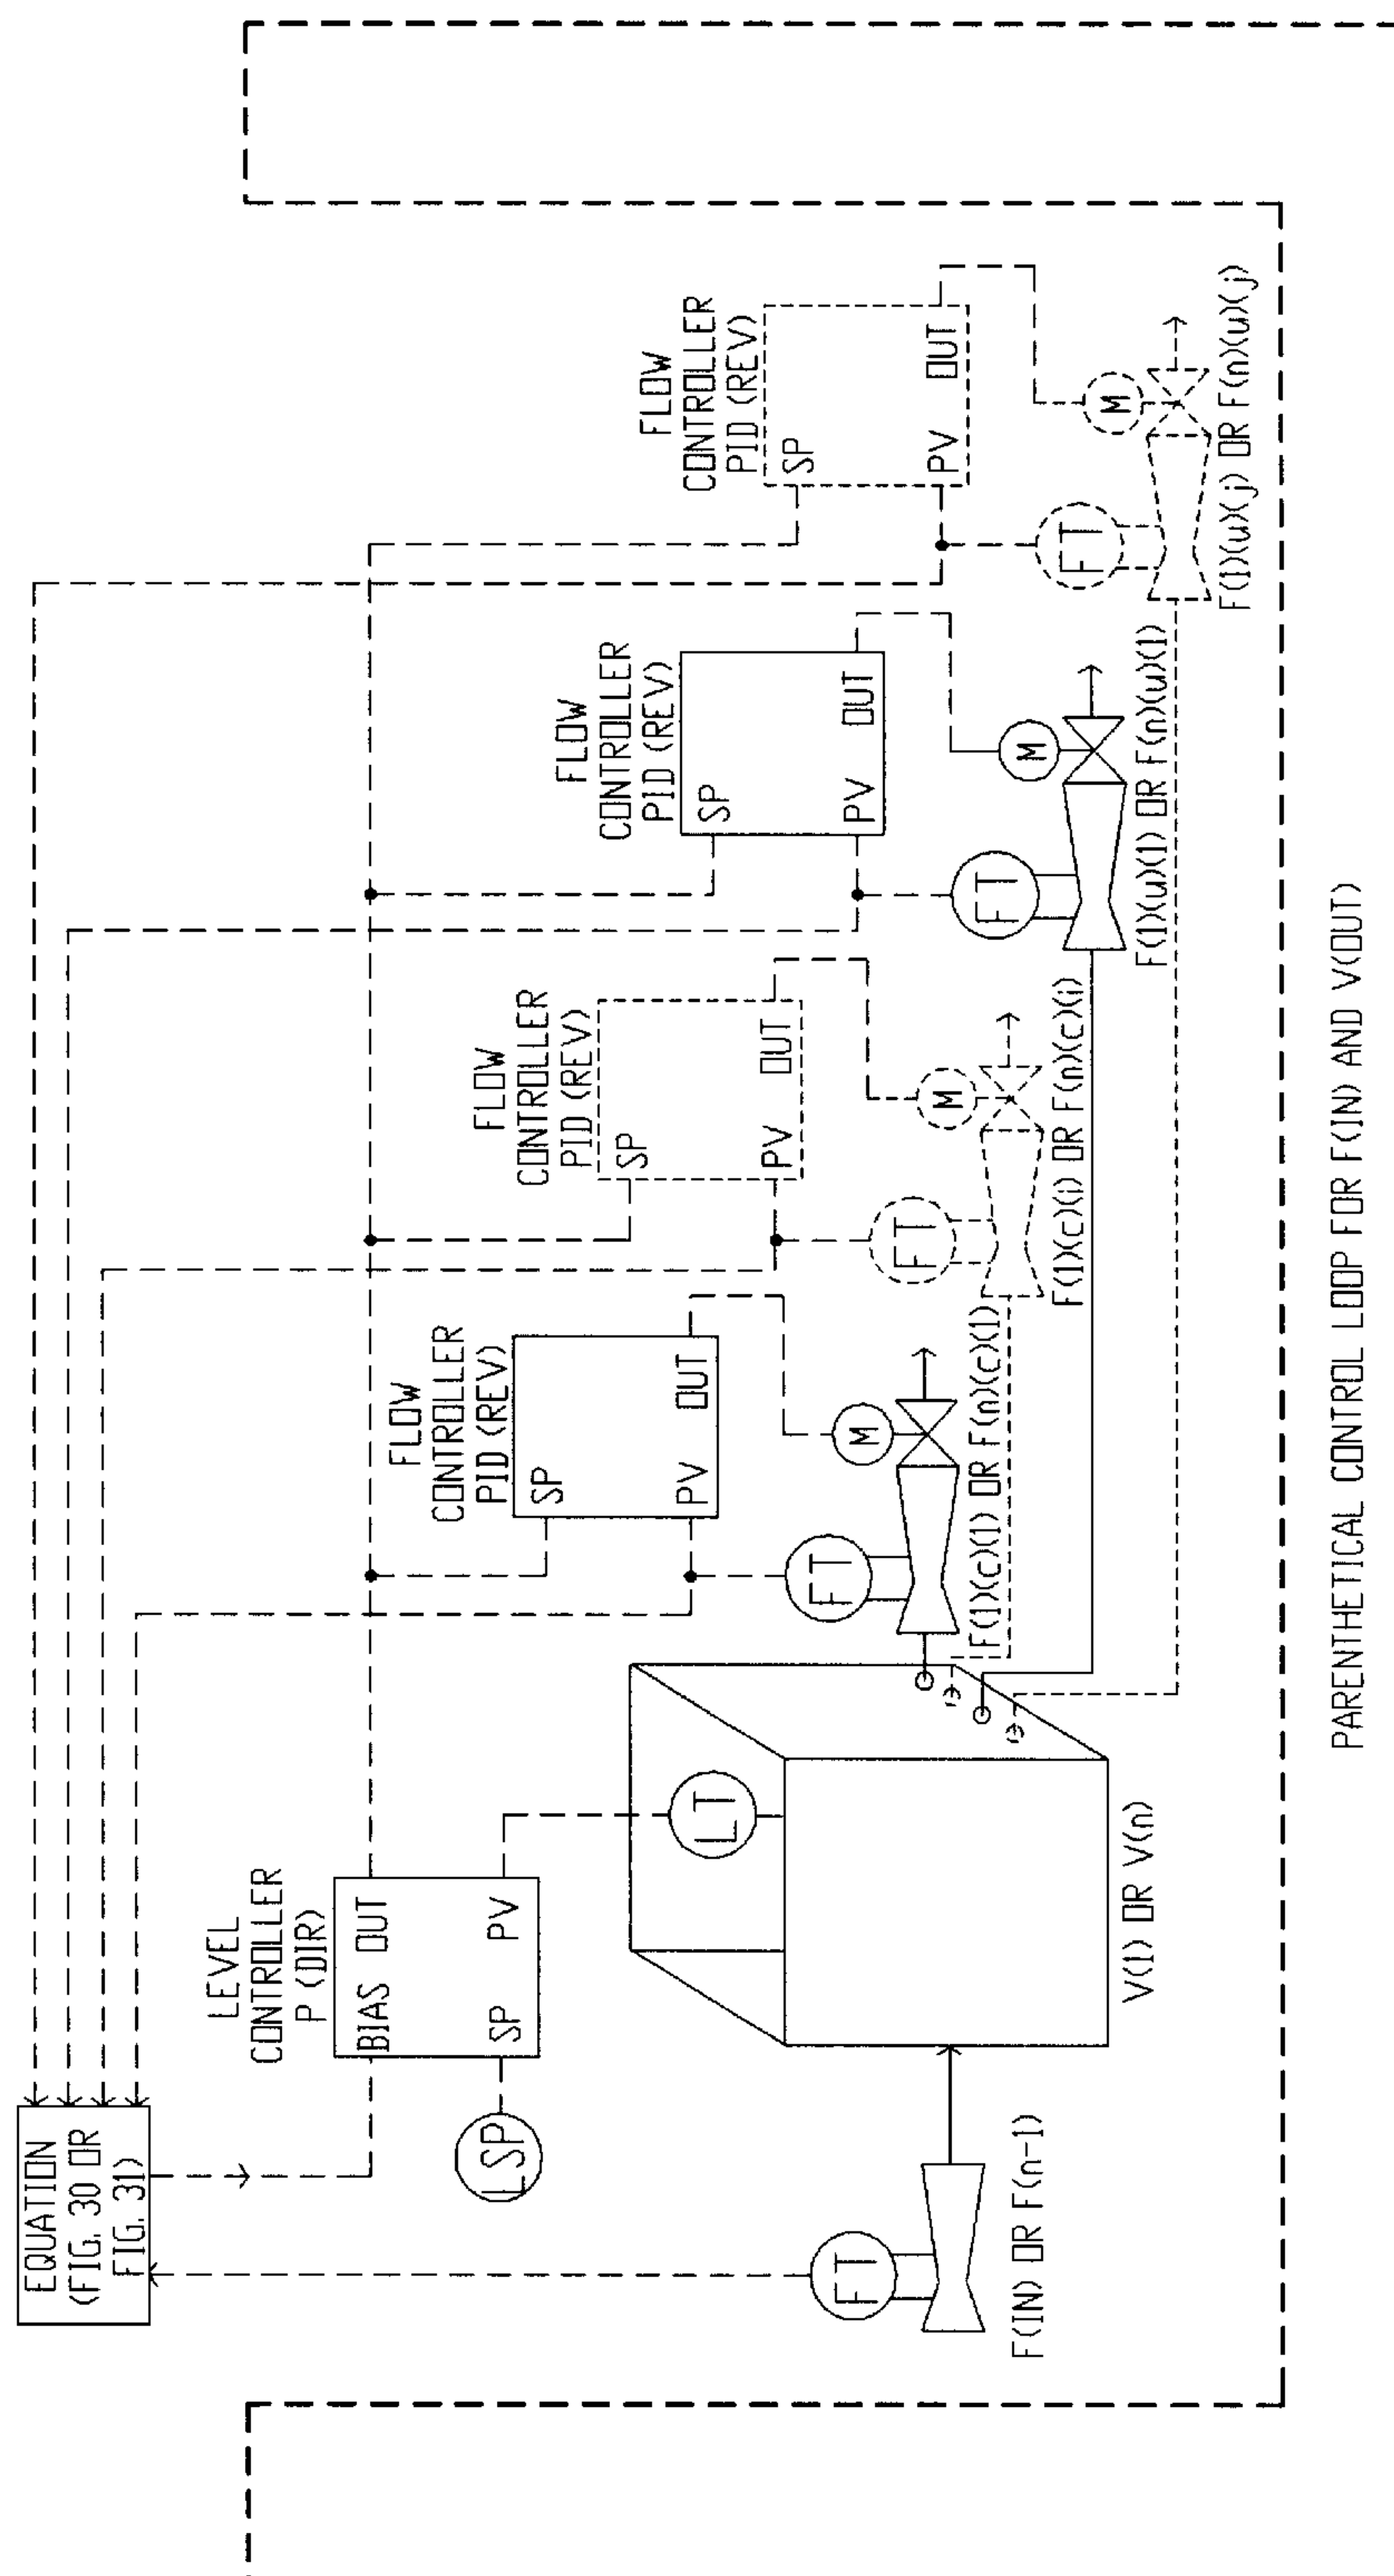 EQUATION
(FIG. 30 OR
FIG. 31)
LEVEL
CONTROLLER
P (DIR)
BIAS OUT
SP PV
LSP
LT
FT
F(IN) OR F(n-1)
V(1) OR V(n)
FLOW
CONTROLLER
PID (REV)
SP
PV OUT
FT
M
F(1)(c)(1) OR F(n)(c)(1)
FLOW
CONTROLLER
PID (REV)
SP
PV OUT
FT
M
F(1)(c)(i) OR F(n)(c)(i)
FLOW
CONTROLLER
PID (REV)
SP
PV OUT
FT
M
F(1)(u)(1) OR F(n)(u)(1)
FLOW
CONTROLLER
PID (REV)
SP
PV OUT
FT
M
F(1)(u)(j) OR F(n)(u)(j)
PARENTHETICAL CONTROL LOOP FOR F(IN) AND V(OUT)